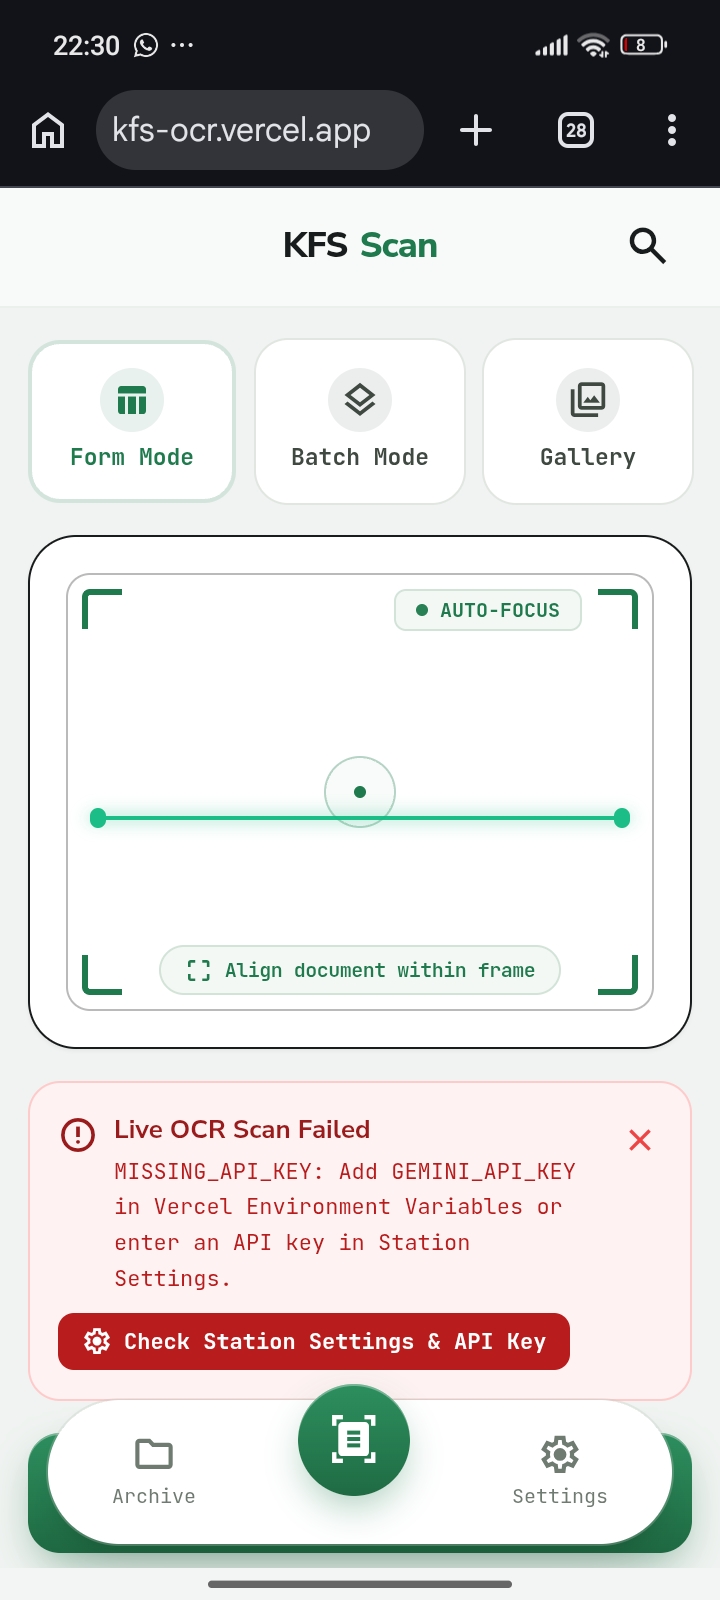 22:30
8
kfs-ocr.vercel.app
28
KFS Scan
Form Mode
Batch Mode
Gallery
AUTO-FOCUS
Align document within frame
Live OCR Scan Failed
MISSING_API_KEY: Add GEMINI_API_KEY
in Vercel Environment Variables or
enter an API key in Station
Settings.
Check Station Settings & API Key
Archive
Settings